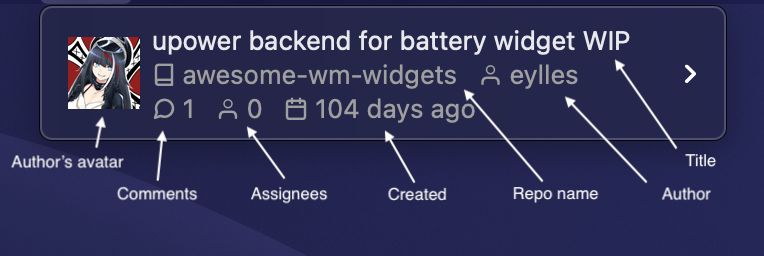 upower backend for battery widget WIP
awesome-wm-widgets eylles
1 0 104 days ago
Author's avatar
Title
Comments
Assignees
Created
Repo name
Author